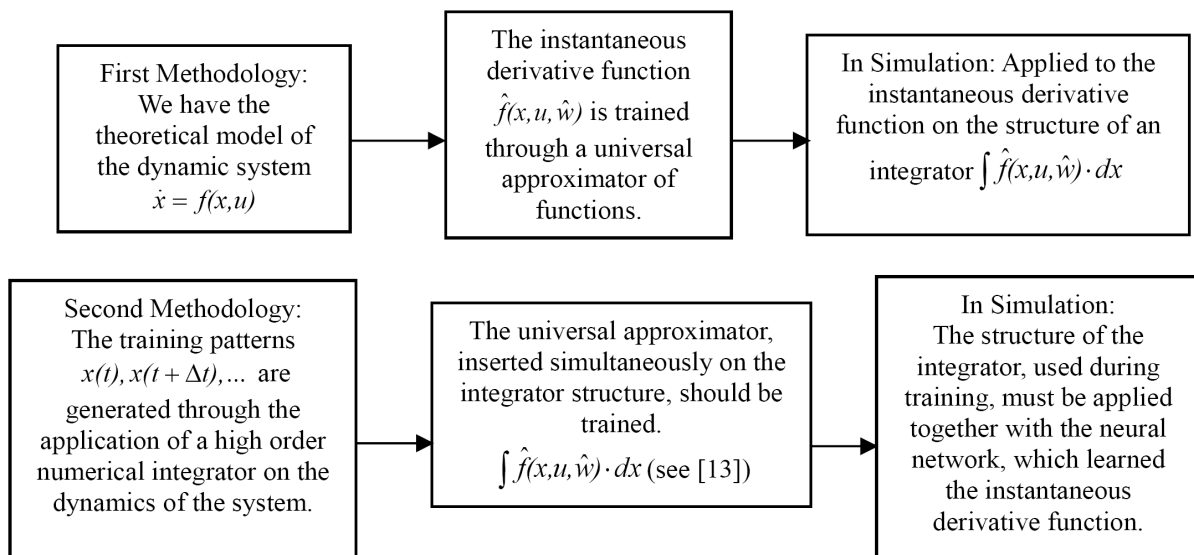 First Methodology:
We have the
theoretical model of
the dynamic system
ẋ = f(x,u)
The instantaneous
derivative function
f̂(x,u,ŵ) is trained
through a universal
approximator of
functions.
In Simulation: Applied to the
instantaneous derivative
function on the structure of an
integrator ∫ f̂(x,u,ŵ)·dx
Second Methodology:
The training patterns
x(t), x(t + Δt),... are
generated through the
application of a high order
numerical integrator on the
dynamics of the system.
The universal approximator,
inserted simultaneously on the
integrator structure, should be
trained.
∫ f̂(x,u,ŵ)·dx (see [13])
In Simulation:
The structure of the
integrator, used during
training, must be applied
together with the neural
network, which learned
the instantaneous
derivative function.